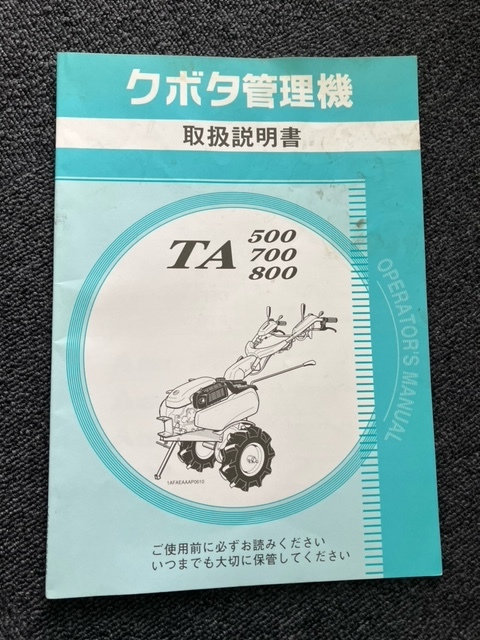 クボタ管理機
取扱説明書
TA 500
700
800
OPERATOR'S MANUAL
1AFAEAAAP0610
ご使用前に必ずお読みください
いつまでも大切に保管してください